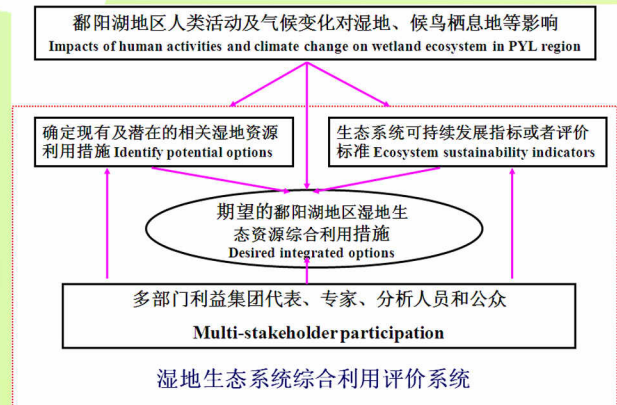 鄱阳湖地区人类活动及气候变化对湿地、候鸟栖息地等影响
Impacts of human activities and climate change on wetland ecosystem in PYL region
确定现有及潜在的相关湿地资源
利用措施 Identify potential options
生态系统可持续发展指标或者评价
标准 Ecosystem sustainability indicators
期望的鄱阳湖地区湿地生
态资源综合利用措施
Desired integrated options
多部门利益集团代表、专家、分析人员和公众
Multi-stakeholder participation
湿地生态系统综合利用评价系统